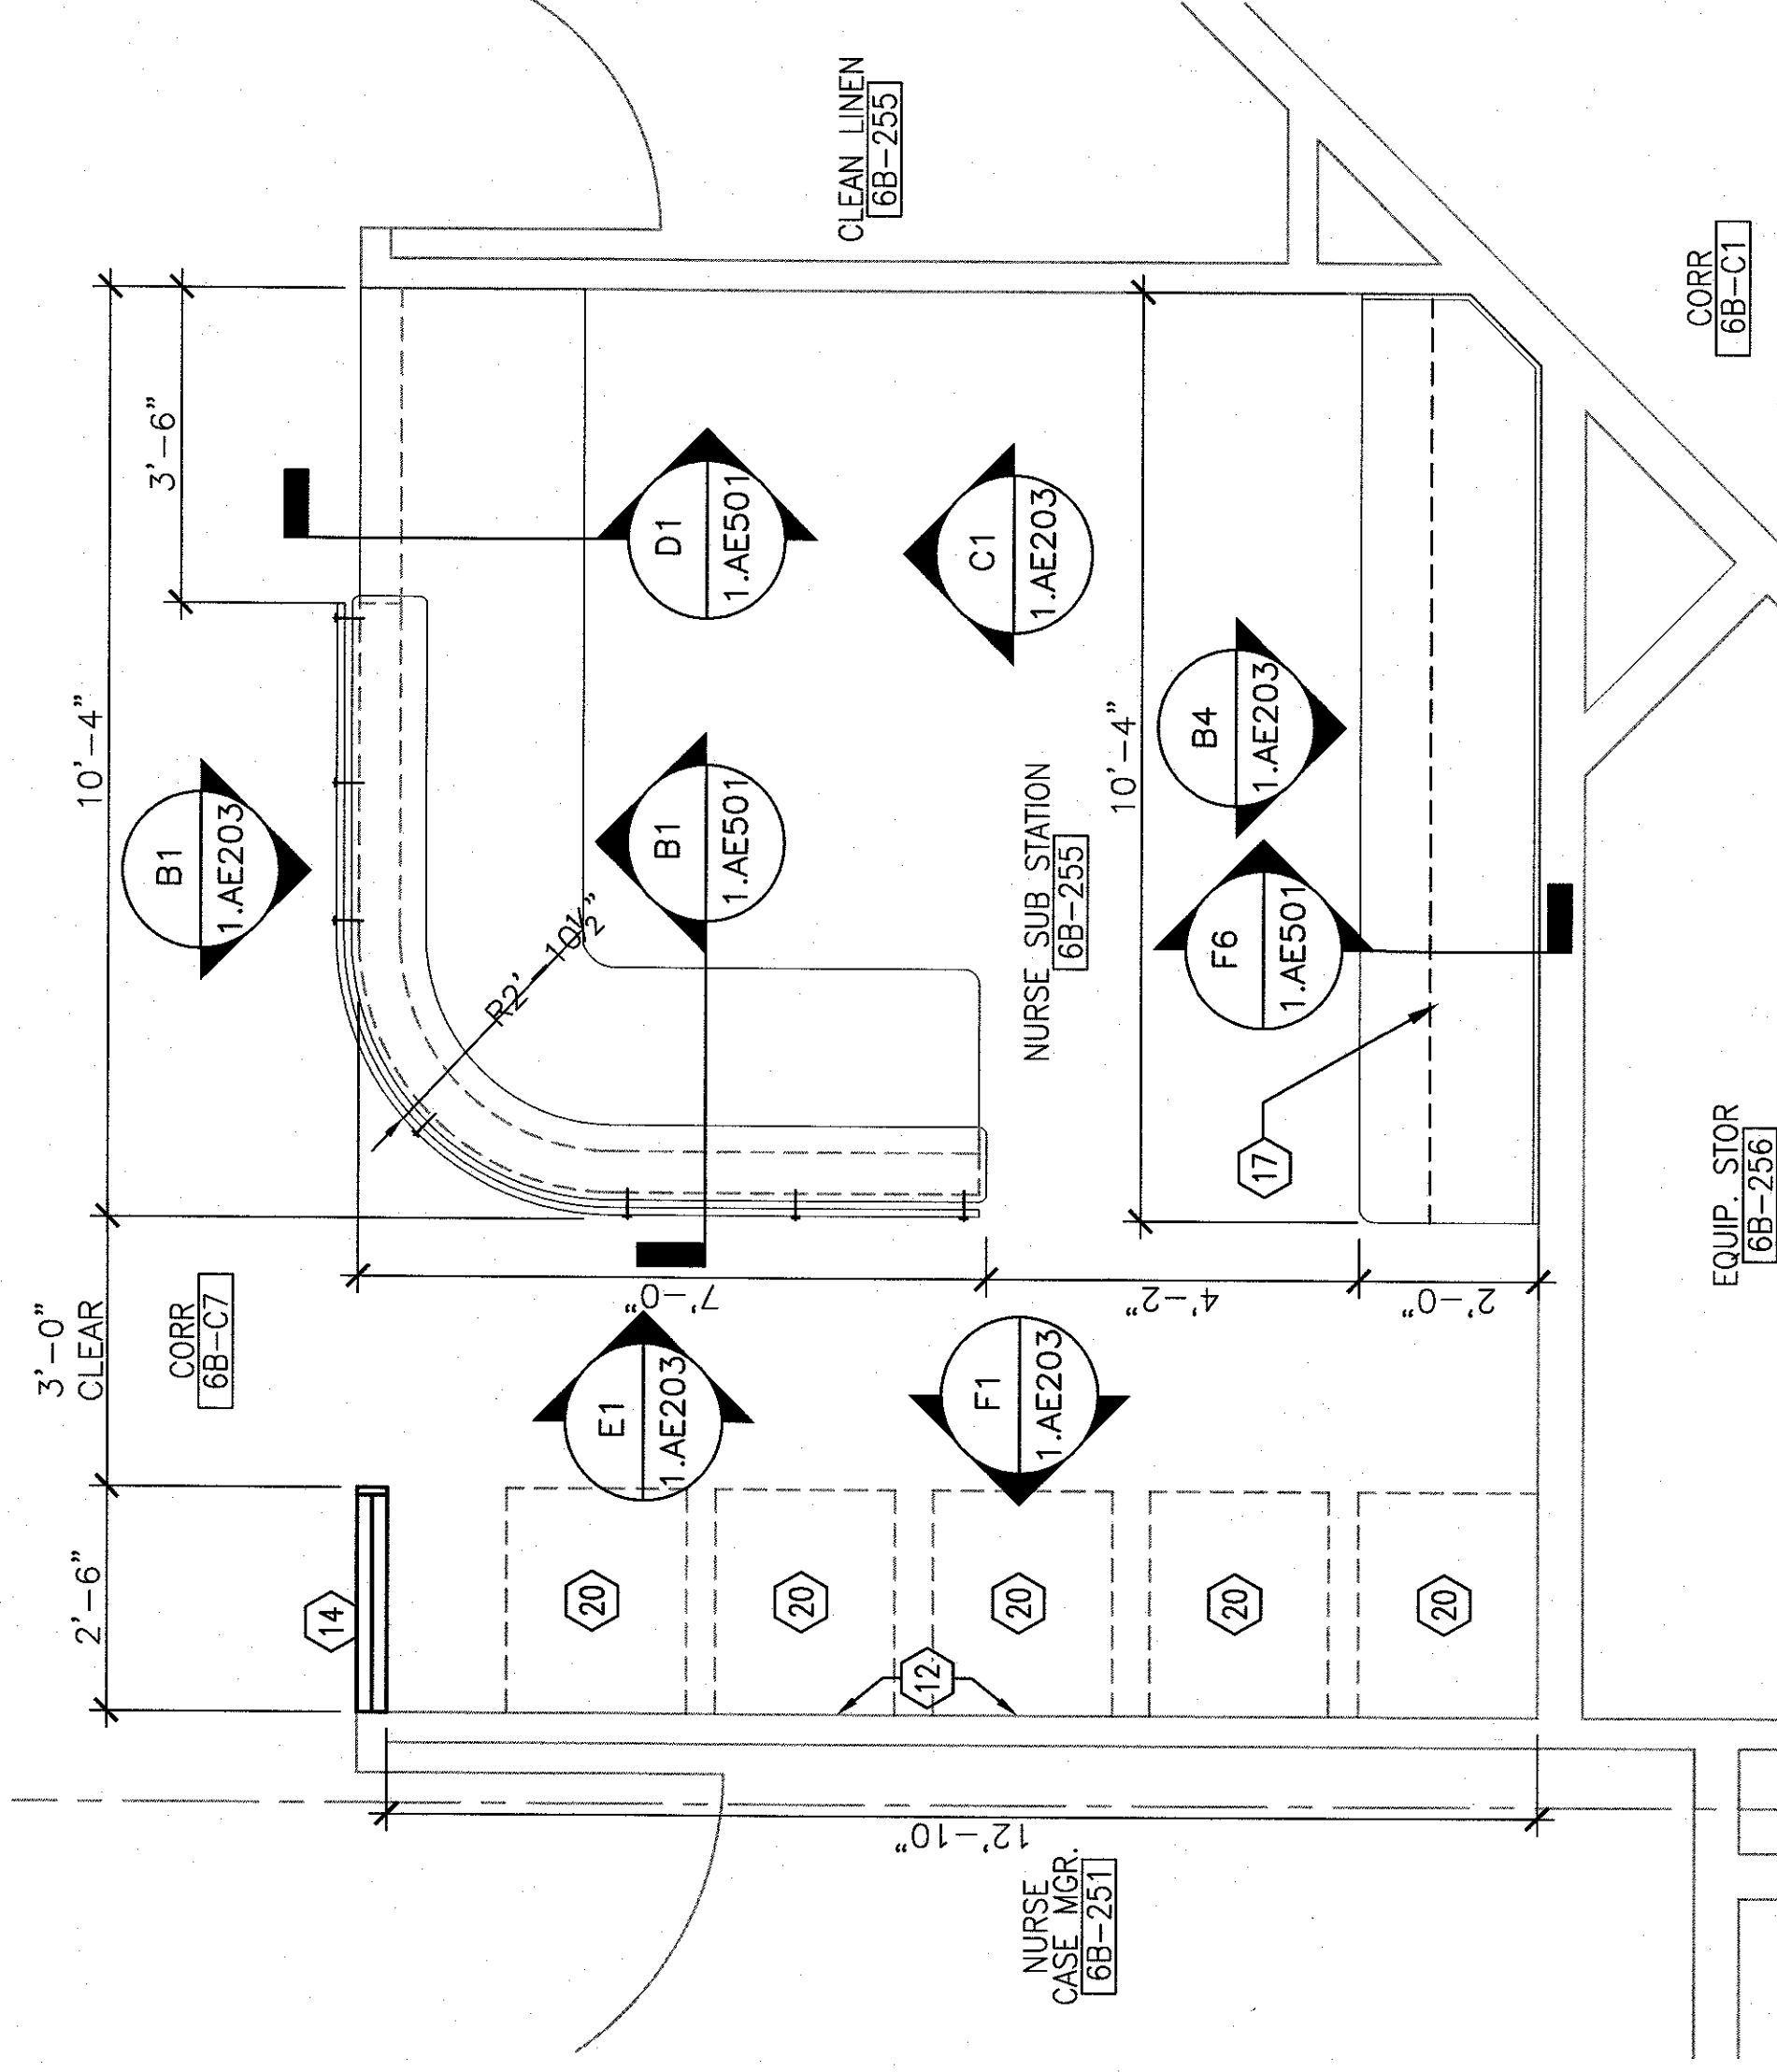 2'-6"
3'-0"
CLEAR
10'-4"
3'-6"
14
CORR
6B-C7
B1
1.AE203
D1
1.AE501
CLEAN LINEN
6B-255
20
20
20
20
20
12
E1
1.AE203
F1
1.AE203
7'-0"
4'-2"
2'-0"
R2'-10½"
B1
1.AE501
C1
1.AE203
NURSE SUB STATION
6B-255
10'-4"
B4
1.AE203
F6
1.AE501
17
12'-10"
NURSE
CASE MGR.
6B-251
EQUIP. STOR
6B-256
CORR
6B-C1